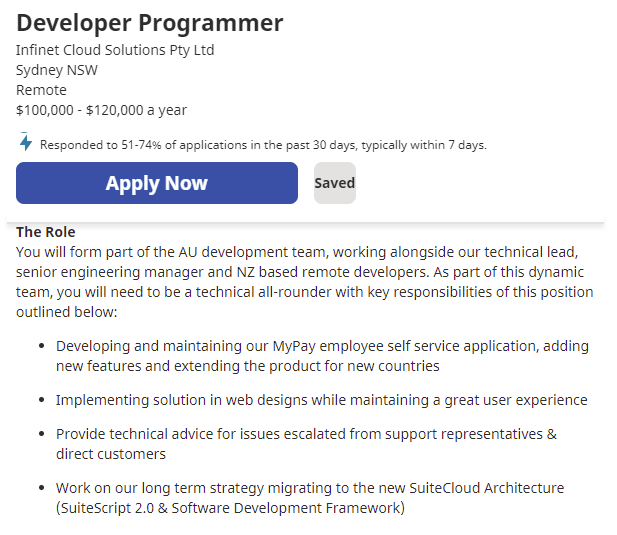 Developer Programmer
Infinet Cloud Solutions Pty Ltd
Sydney NSW
Remote
$100,000 - $120,000 a year
Responded to 51-74% of applications in the past 30 days, typically within 7 days.
Apply Now
Saved
The Role
You will form part of the AU development team, working alongside our technical lead,
senior engineering manager and NZ based remote developers. As part of this dynamic
team, you will need to be a technical all-rounder with key responsibilities of this position
outlined below:
• Developing and maintaining our MyPay employee self service application, adding
new features and extending the product for new countries
• Implementing solution in web designs while maintaining a great user experience
• Provide technical advice for issues escalated from support representatives &
direct customers
• Work on our long term strategy migrating to the new SuiteCloud Architecture
(SuiteScript 2.0 & Software Development Framework)